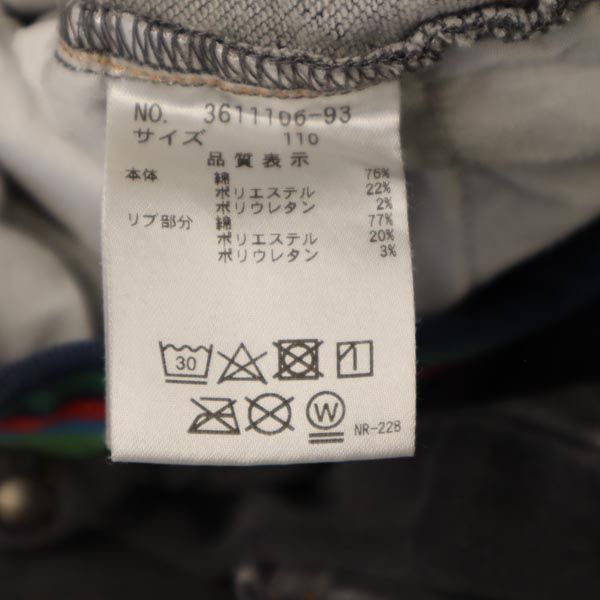 NO. 3611106-93
サイズ 110
品質表示
本体 綿 76%
ポリエステル 22%
ポリウレタン 2%
リブ部分 綿 77%
ポリエステル 20%
ポリウレタン 3%
30
W
NR-228